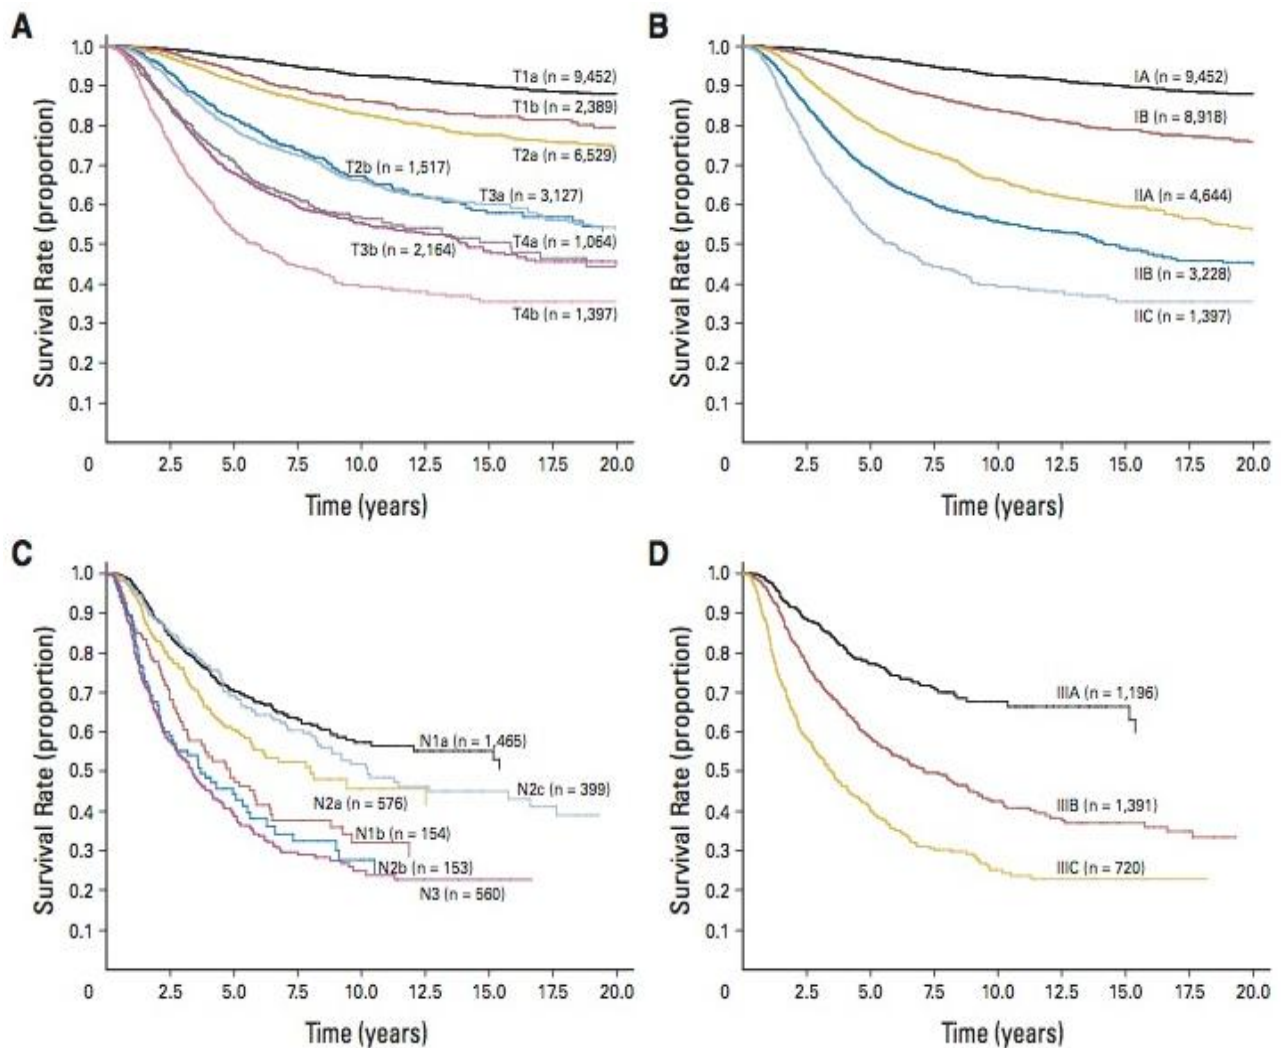 A
Survival Rate (proportion)
1.0
0.9
0.8
0.7
0.6
0.5
0.4
0.3
0.2
0.1
T1a (n = 9,452)
T1b (n = 2,389)
T2a (n = 6,529)
T2b (n = 1,517)
T3a (n = 3,127)
T4a (n = 1,064)
T3b (n = 2,164)
T4b (n = 1,397)
0 2.5 5.0 7.5 10.0 12.5 15.0 17.5 20.0
Time (years)
B
Survival Rate (proportion)
1.0
0.9
0.8
0.7
0.6
0.5
0.4
0.3
0.2
0.1
IA (n = 9,452)
IB (n = 8,918)
IIA (n = 4,644)
IIB (n = 3,228)
IIC (n = 1,397)
0 2.5 5.0 7.5 10.0 12.5 15.0 17.5 20.0
Time (years)
C
Survival Rate (proportion)
1.0
0.9
0.8
0.7
0.6
0.5
0.4
0.3
0.2
0.1
N1a (n = 1,465)
N2c (n = 399)
N2a (n = 576)
N1b (n = 154)
N2b (n = 153)
N3 (n = 560)
0 2.5 5.0 7.5 10.0 12.5 15.0 17.5 20.0
Time (years)
D
Survival Rate (proportion)
1.0
0.9
0.8
0.7
0.6
0.5
0.4
0.3
0.2
0.1
IIIA (n = 1,196)
IIIB (n = 1,391)
IIIC (n = 720)
0 2.5 5.0 7.5 10.0 12.5 15.0 17.5 20.0
Time (years)